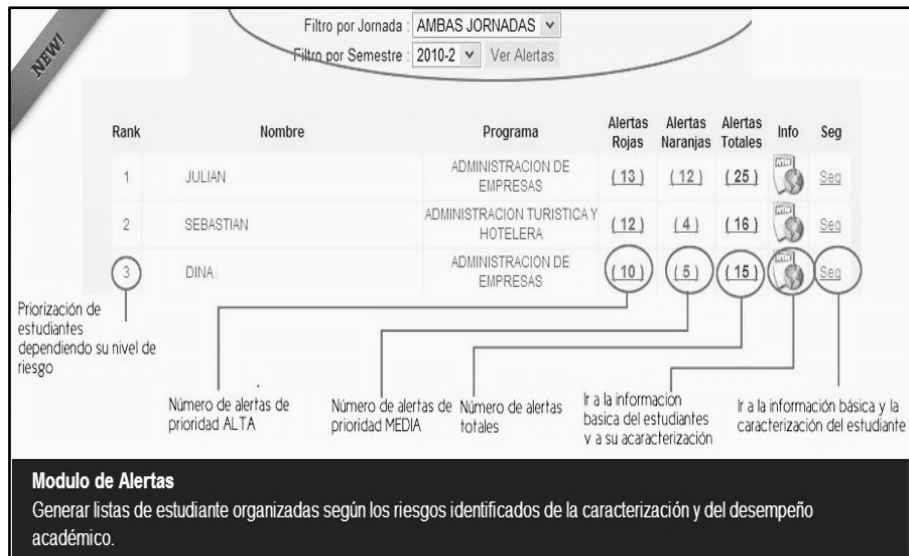 NEW!
Filtro por Jornada : AMBAS JORNADAS
Filtro por Semestre : 2010-2 Ver Alertas
Rank Nombre Programa Alertas Rojas Alertas Naranjas Alertas Totales Info Seg
1 JULIAN ADMINISTRACION DE EMPRESAS ( 13 ) ( 12 ) ( 25 ) Seg
2 SEBASTIAN ADMINISTRACION TURISTICA Y HOTELERA ( 12 ) ( 4 ) ( 16 ) Seg
3 DINA ADMINISTRACION DE EMPRESAS ( 10 ) ( 5 ) ( 15 ) Seg
Priorización de
estudiantes
dependiendo su nivel de
riesgo
Número de alertas de
prioridad ALTA
Número de alertas de
prioridad MEDIA
Número de alertas
totales
Ir a la informacion
basica del estudiantes
y a su acaracterización
Ir a la información básica y la
caracterización del estudiante
Modulo de Alertas
Generar listas de estudiante organizadas según los riesgos identificados de la caracterización y del desempeño
académico.